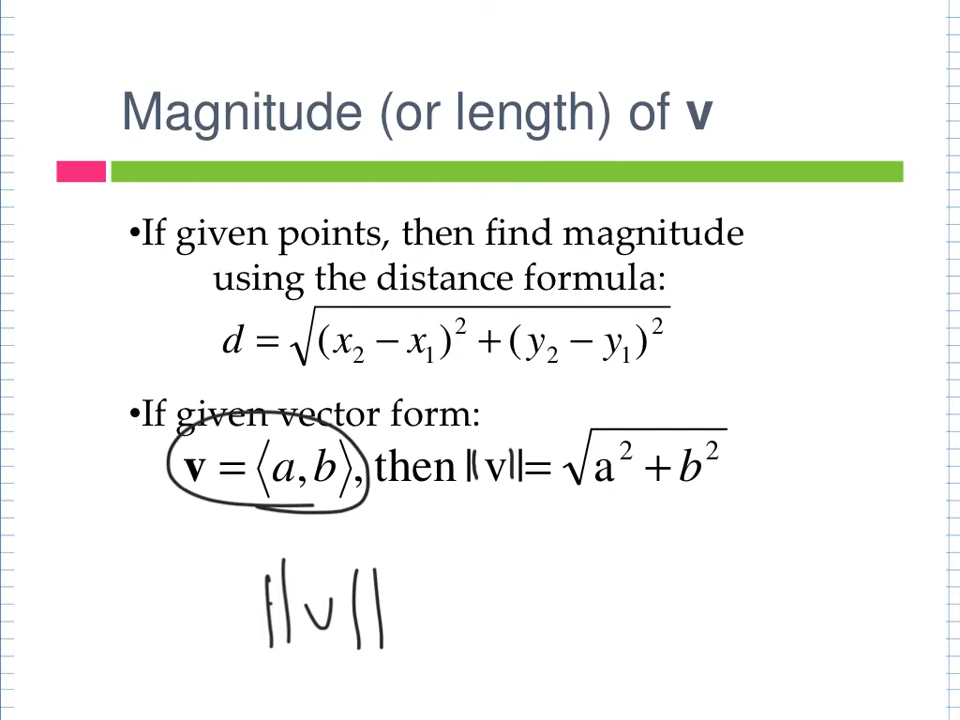 Magnitude (or length) of v
•If given points, then find magnitude
using the distance formula:
d = √((x₂ − x₁)² + (y₂ − y₁)²)
•If given vector form:
v = ⟨a, b⟩, then ||v|| = √(a² + b²)
||v||